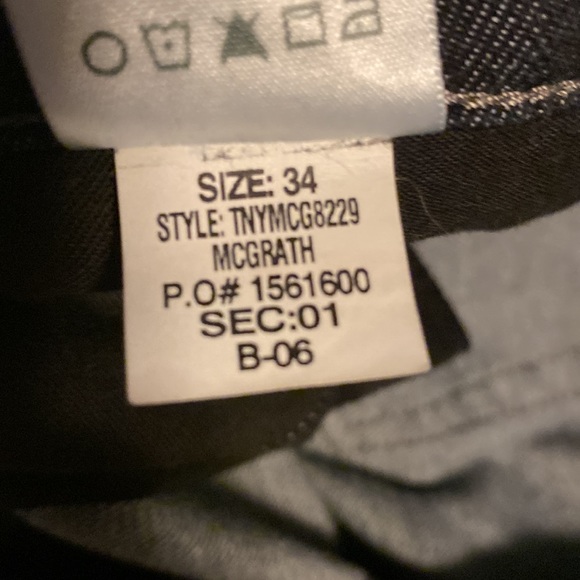 SIZE: 34
STYLE: TNYMCG8229
MCGRATH
P.O# 1561600
SEC:01
B-06